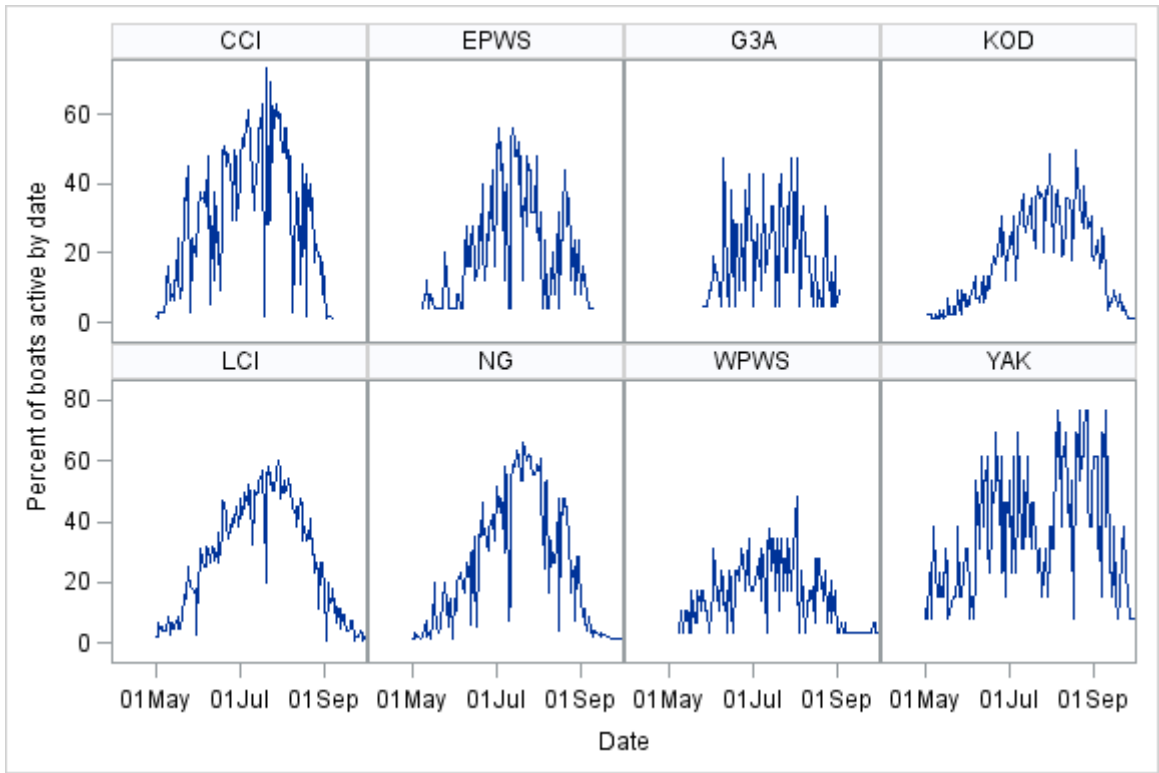 CCI EPWS G3A KOD
60
40
20
0
LCI NG WPWS YAK
80
60
40
20
0
Percent of boats active by date
01May 01Jul 01Sep 01May 01Jul 01Sep 01May 01Jul 01Sep 01May 01Jul 01Sep
Date